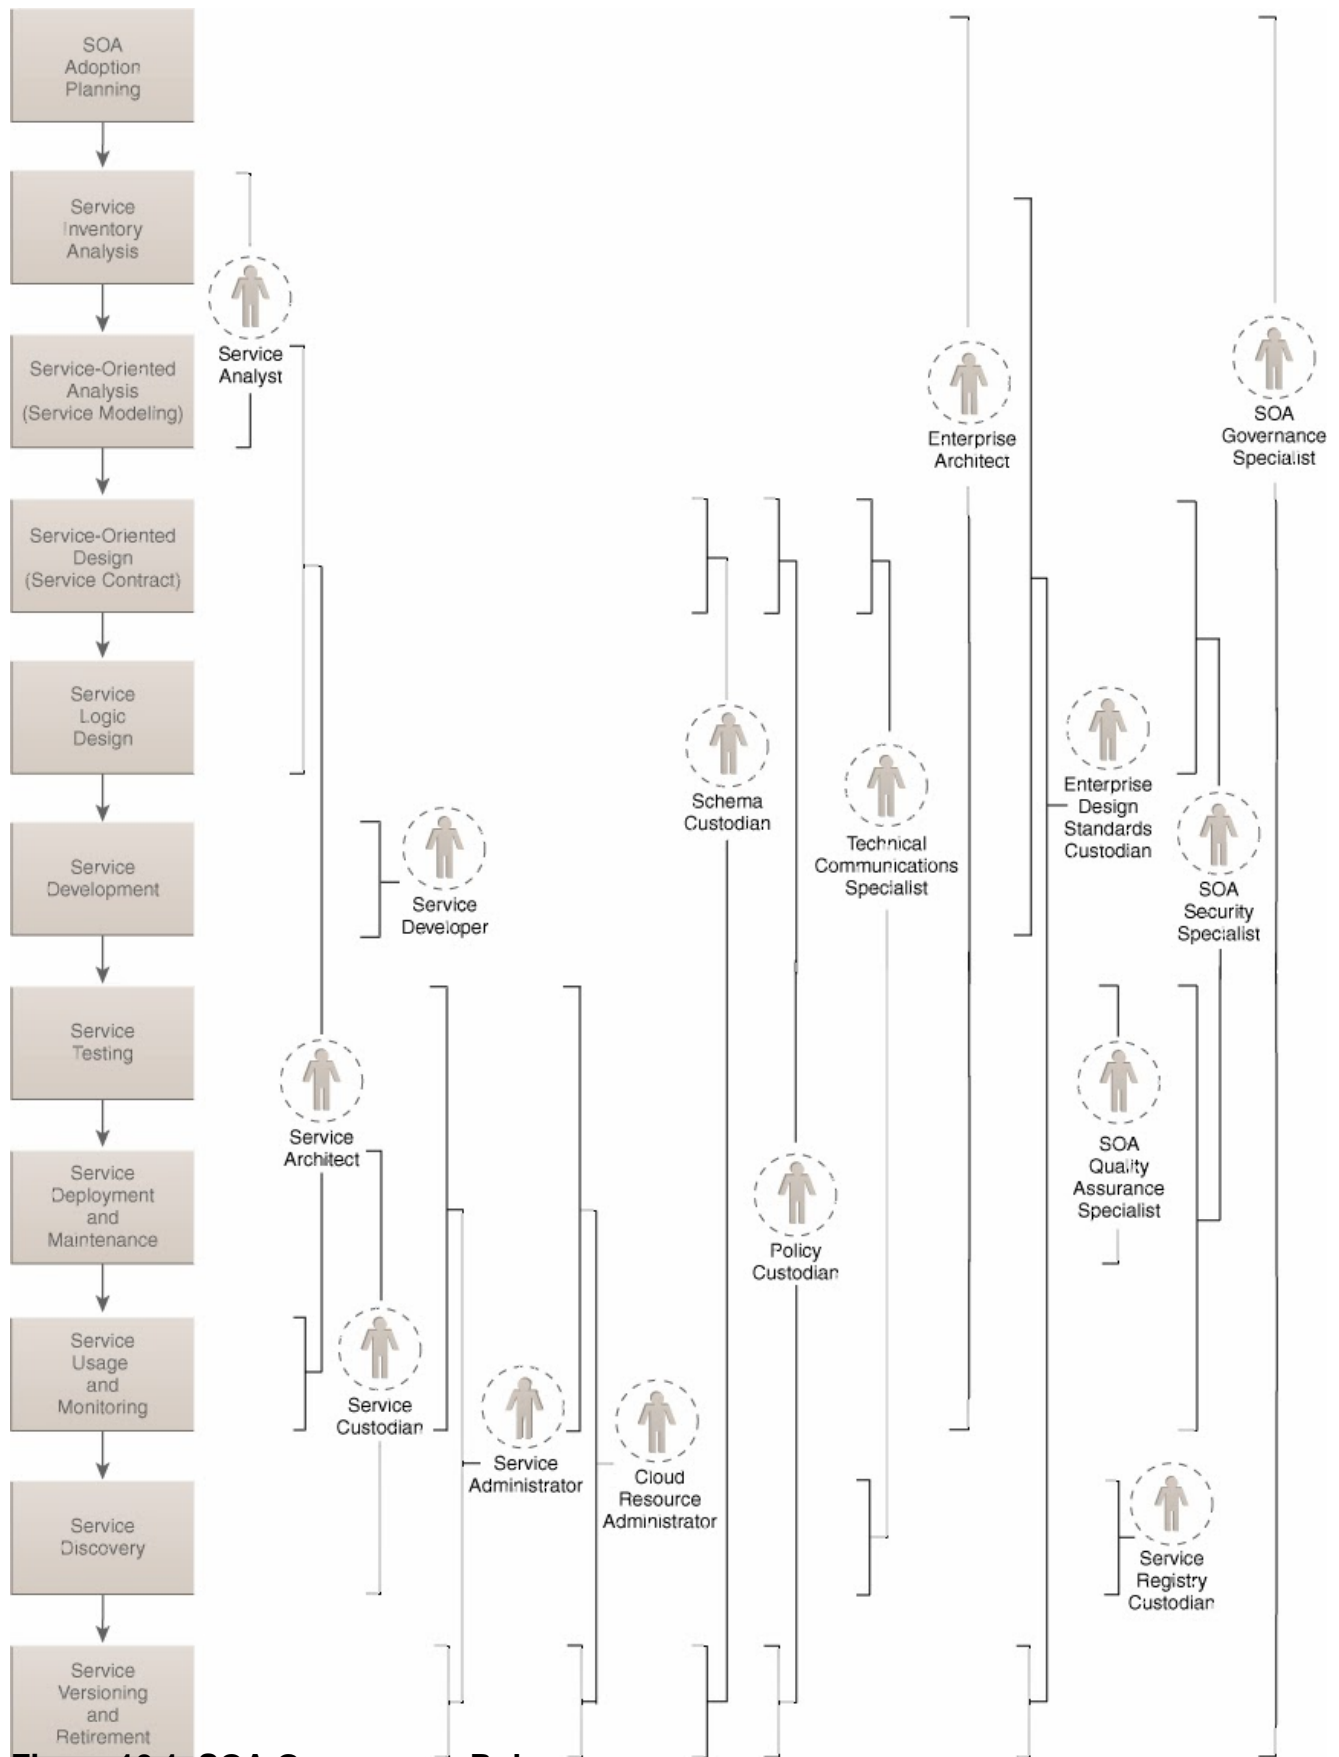 SOA
Adoption
Planning
Service
Inventory
Analysis
Service
Analyst
Service-Oriented
Analysis
(Service Modeling)
Enterprise
Architect
SOA
Governance
Specialist
Service-Oriented
Design
(Service Contract)
Service
Logic
Design
Schema
Custodian
Technical
Communications
Specialist
Enterprise
Design
Standards
Custodian
SOA
Security
Specialist
Service
Development
Service
Developer
Service
Testing
Service
Architect
SOA
Quality
Assurance
Specialist
Service
Deployment
and
Maintenance
Policy
Custodian
Service
Usage
and
Monitoring
Service
Custodian
Service
Administrator
Cloud
Resource
Administrator
Service
Discovery
Service
Registry
Custodian
Service
Versioning
and
Retirement